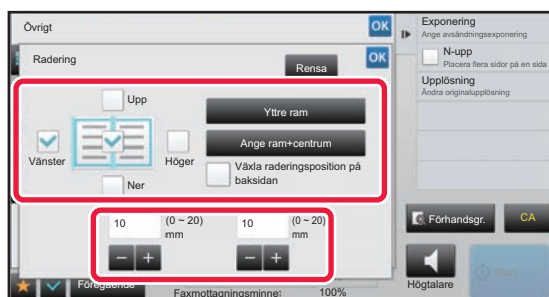 Övrigt
OK
Radering
Rensa
OK
Upp
Vänster
Höger
Ner
Yttre ram
Ange ram+centrum
Växla raderingsposition på
baksidan
10
(0 ~ 20)
mm
10
(0 ~ 20)
mm
Exponering
Ange avsändningsexponering
N-upp
Placera flera sidor på en sida
Upplösning
Ändra originalupplösning
Förhandsgr.
CA
Högtalare
Start
Föregående
Faxmottagningsminne:
100%